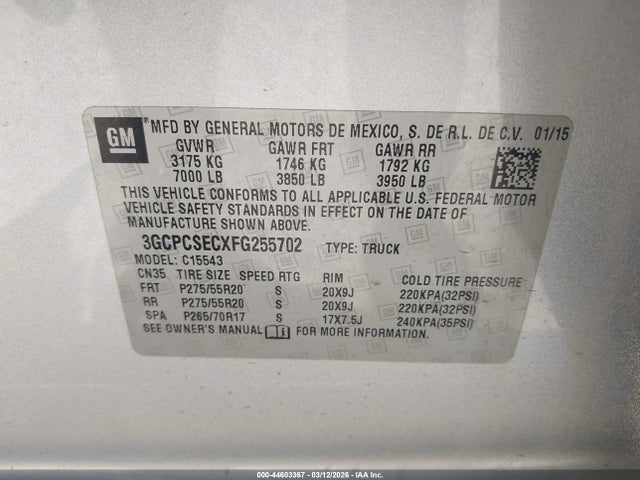 GM MFD BY GENERAL MOTORS DE MEXICO, S. DE R.L. DE C.V. 01/15
GVWR GAWR FRT GAWR RR
3175 KG 1746 KG 1792 KG
7000 LB 3850 LB 3950 LB
THIS VEHICLE CONFORMS TO ALL APPLICABLE U.S. FEDERAL MOTOR
VEHICLE SAFETY STANDARDS IN EFFECT ON THE DATE OF
MANUFACTURE SHOWN ABOVE.
3GCPCSECXFG255702 TYPE: TRUCK
MODEL: C15543
CN35 TIRE SIZE SPEED RTG RIM COLD TIRE PRESSURE
FRT P275/55R20 S 20X9J 220KPA(32PSI)
RR P275/55R20 S 20X9J 220KPA(32PSI)
SPA P265/70R17 S 17X7.5J 240KPA(35PSI)
SEE OWNER'S MANUAL FOR MORE INFORMATION.
000-44603367 - 03/12/2026 - IAA Inc.